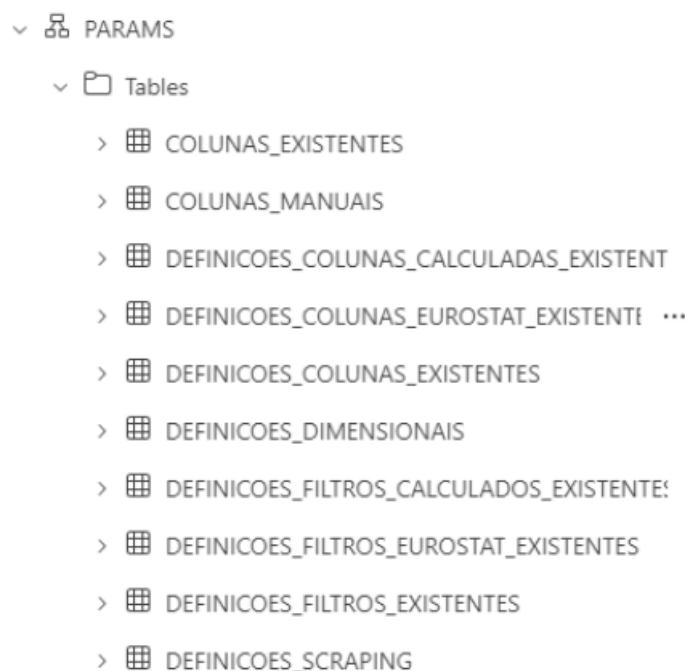 PARAMS
Tables
COLUNAS_EXISTENTES
COLUNAS_MANUAIS
DEFINICOES_COLUNAS_CALCULADAS_EXISTENT
DEFINICOES_COLUNAS_EUROSTAT_EXISTENTE
DEFINICOES_COLUNAS_EXISTENTES
DEFINICOES_DIMENSIONAIS
DEFINICOES_FILTROS_CALCULADOS_EXISTENTES
DEFINICOES_FILTROS_EUROSTAT_EXISTENTES
DEFINICOES_FILTROS_EXISTENTES
DEFINICOES_SCRAPING